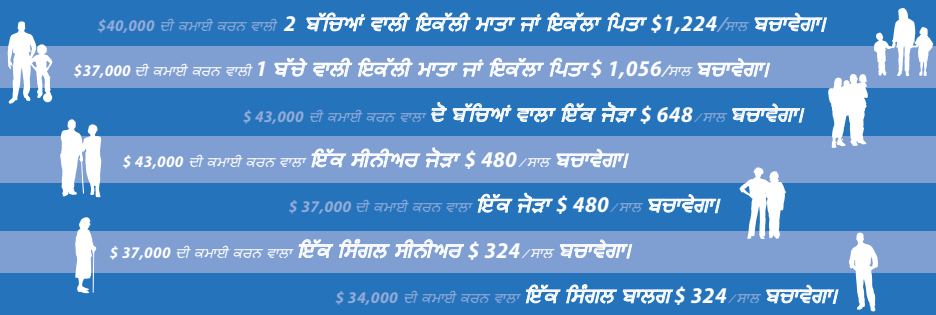 $40,000 ਦੀ ਕਮਾਈ ਕਰਨ ਵਾਲੀ 2 ਬੱਚਿਆਂ ਵਾਲੀ ਇਕੱਲੀ ਮਾਤਾ ਜਾਂ ਇਕੱਲਾ ਪਿਤਾ $1,224/ਸਾਲ ਬਚਾਵੇਗਾ।
$37,000 ਦੀ ਕਮਾਈ ਕਰਨ ਵਾਲੀ 1 ਬੱਚੇ ਵਾਲੀ ਇਕੱਲੀ ਮਾਤਾ ਜਾਂ ਇਕੱਲਾ ਪਿਤਾ $ 1,056/ਸਾਲ ਬਚਾਵੇਗਾ।
$ 43,000 ਦੀ ਕਮਾਈ ਕਰਨ ਵਾਲਾ ਦੋ ਬੱਚਿਆਂ ਵਾਲਾ ਇੱਕ ਜੋੜਾ $ 648/ਸਾਲ ਬਚਾਵੇਗਾ।
$ 43,000 ਦੀ ਕਮਾਈ ਕਰਨ ਵਾਲਾ ਇੱਕ ਸੀਨੀਅਰ ਜੋੜਾ $ 480/ਸਾਲ ਬਚਾਵੇਗਾ।
$ 37,000 ਦੀ ਕਮਾਈ ਕਰਨ ਵਾਲਾ ਇੱਕ ਜੋੜਾ $ 480/ਸਾਲ ਬਚਾਵੇਗਾ।
$ 37,000 ਦੀ ਕਮਾਈ ਕਰਨ ਵਾਲਾ ਇੱਕ ਸਿੰਗਲ ਸੀਨੀਅਰ $ 324/ਸਾਲ ਬਚਾਵੇਗਾ।
$ 34,000 ਦੀ ਕਮਾਈ ਕਰਨ ਵਾਲਾ ਇੱਕ ਸਿੰਗਲ ਬਾਲਗ $ 324/ਸਾਲ ਬਚਾਵੇਗਾ।